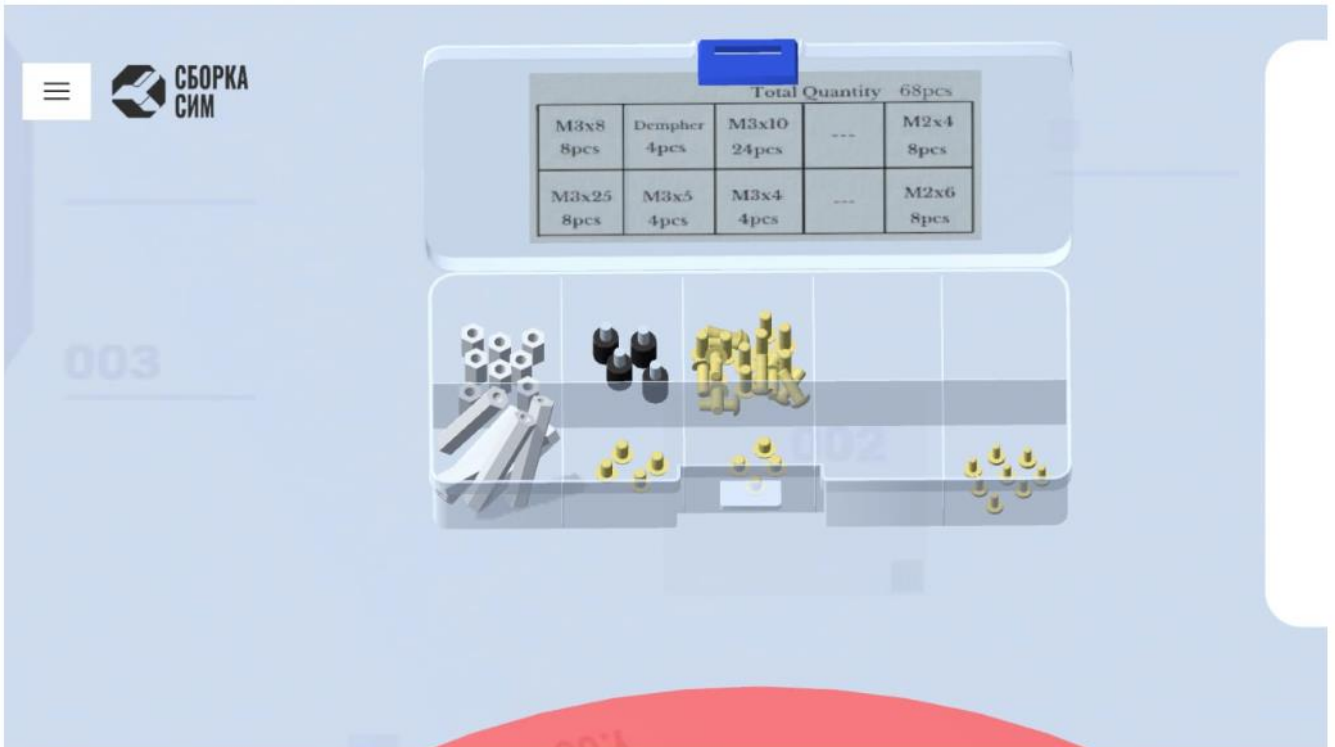 СБОРКА
СИМ
Total Quantity 68pcs
M3x8 Dempher M3x10 --- M2x4
8pcs 4pcs 24pcs 8pcs
M3x25 M3x5 M3x4 --- M2x6
8pcs 4pcs 4pcs 8pcs
003
002